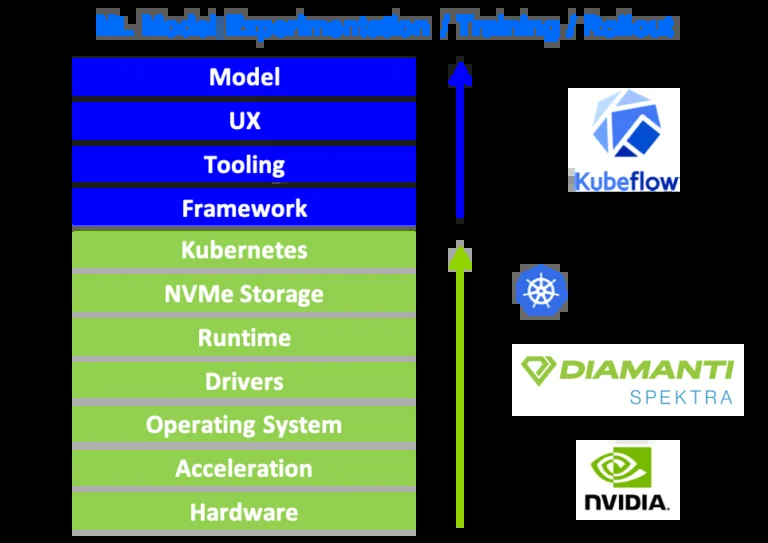 ML Model Experimentation / Training / Rollout
Model
UX
Tooling
Framework
Kubernetes
NVMe Storage
Runtime
Drivers
Operating System
Acceleration
Hardware
Kubeflow
DIAMANTI
SPEKTRA
NVIDIA.